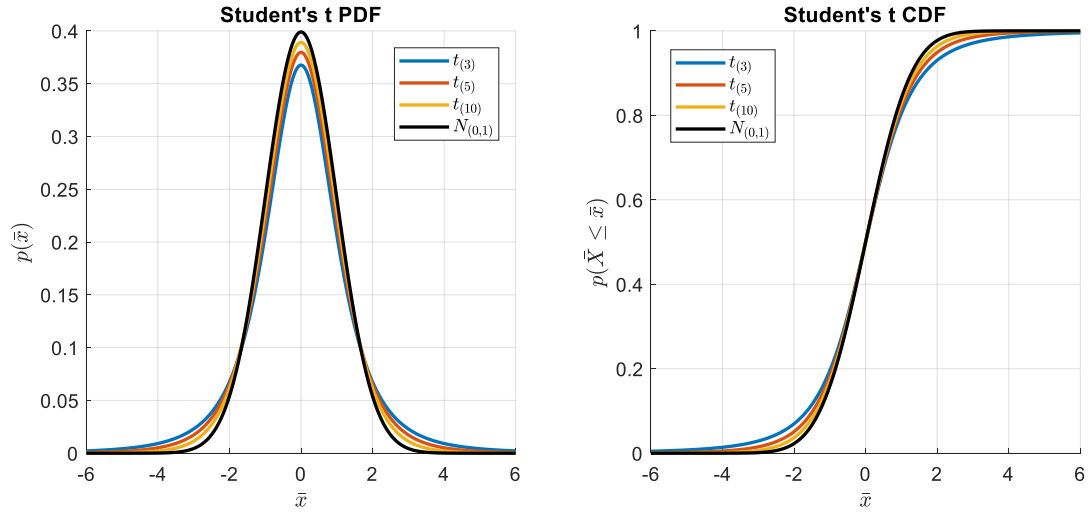 Student's t PDF
0.4
0.35
0.3
0.25
0.2
0.15
0.1
0.05
0
-6 -4 -2 0 2 4 6
p(x̄)
x̄
t(3)
t(5)
t(10)
N(0,1)
Student's t CDF
1
0.8
0.6
0.4
0.2
0
-6 -4 -2 0 2 4 6
p(X̄ ≤ x̄)
x̄
t(3)
t(5)
t(10)
N(0,1)